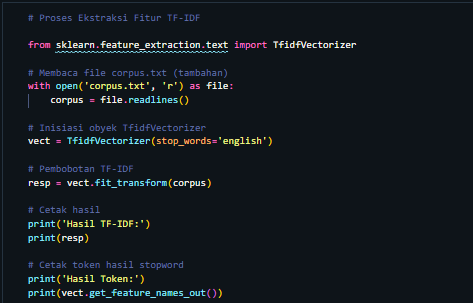 # Proses Ekstraksi Fitur TF-IDF
from sklearn.feature_extraction.text import TfidfVectorizer
# Membaca file corpus.txt (tambahan)
with open('corpus.txt', 'r') as file:
    corpus = file.readlines()
# Inisiasi obyek TfidfVectorizer
vect = TfidfVectorizer(stop_words='english')
# Pembobotan TF-IDF
resp = vect.fit_transform(corpus)
# Cetak hasil
print('Hasil TF-IDF:')
print(resp)
# Cetak token hasil stopword
print('Hasil Token:')
print(vect.get_feature_names_out())